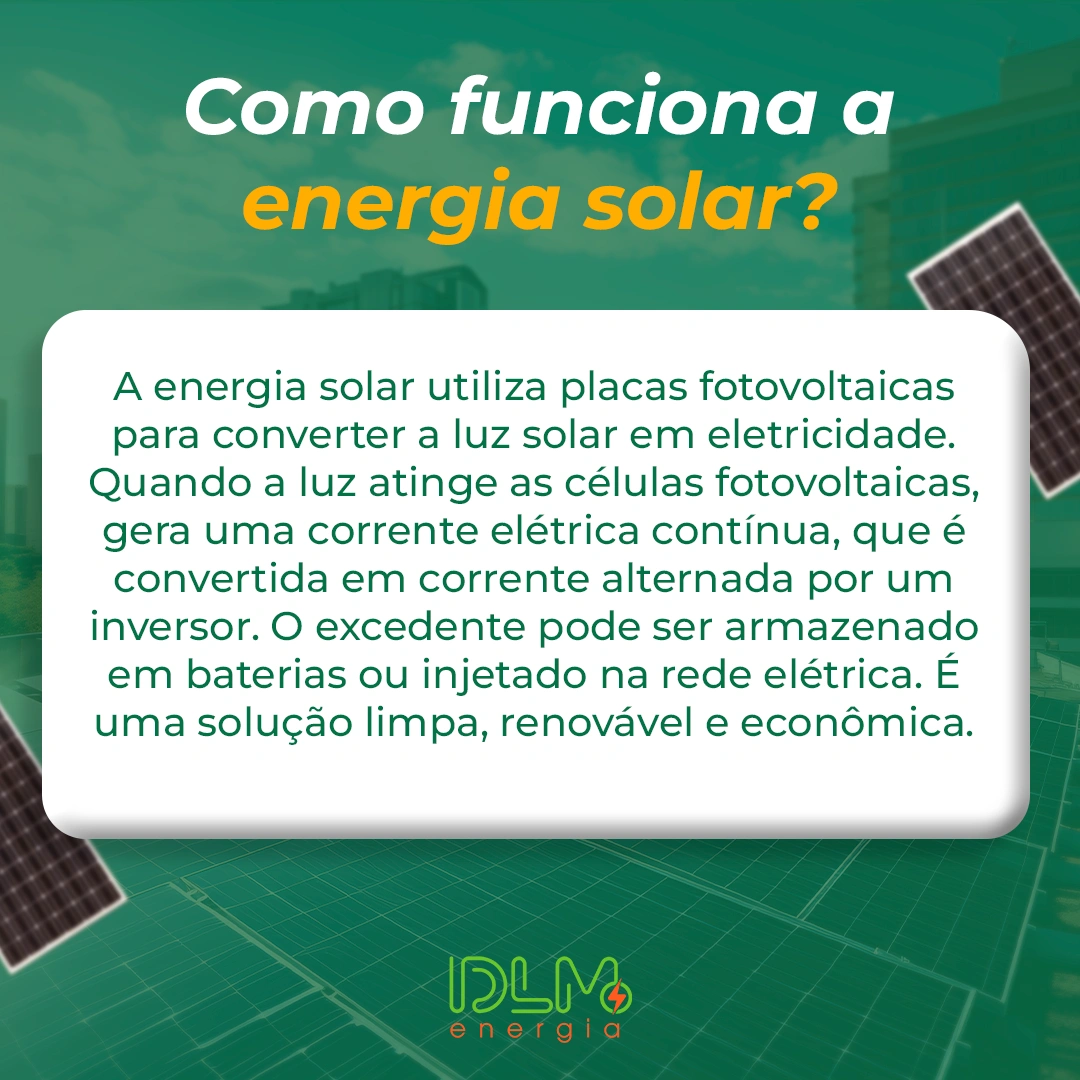 Como funciona a
energia solar?
A energia solar utiliza placas fotovoltaicas
para converter a luz solar em eletricidade.
Quando a luz atinge as células fotovoltaicas,
gera uma corrente elétrica contínua, que é
convertida em corrente alternada por um
inversor. O excedente pode ser armazenado
em baterias ou injetado na rede elétrica. É
uma solução limpa, renovável e econômica.
DLM
energia